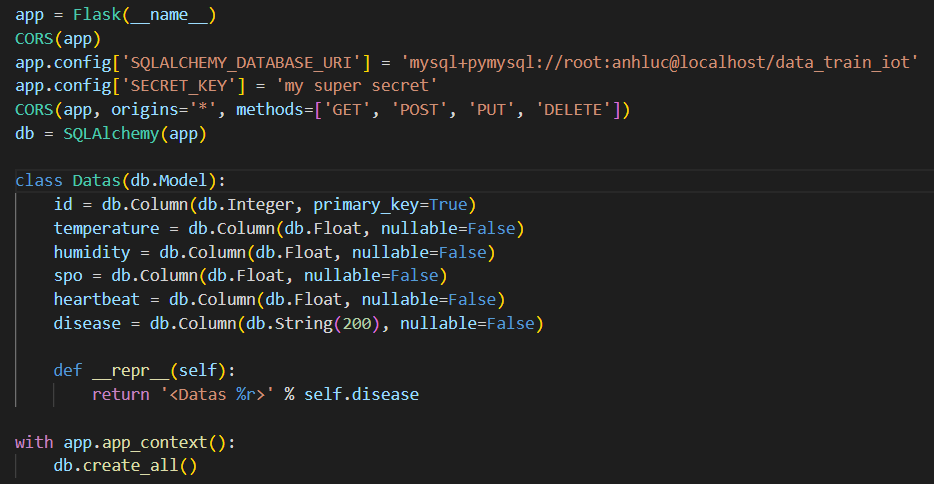 app = Flask(__name__)
CORS(app)
app.config['SQLALCHEMY_DATABASE_URI'] = 'mysql+pymysql://root:anhluc@localhost/data_train_iot'
app.config['SECRET_KEY'] = 'my super secret'
CORS(app, origins='*', methods=['GET', 'POST', 'PUT', 'DELETE'])
db = SQLAlchemy(app)

class Datas(db.Model):
    id = db.Column(db.Integer, primary_key=True)
    temperature = db.Column(db.Float, nullable=False)
    humidity = db.Column(db.Float, nullable=False)
    spo = db.Column(db.Float, nullable=False)
    heartbeat = db.Column(db.Float, nullable=False)
    disease = db.Column(db.String(200), nullable=False)

    def __repr__(self):
        return '<Datas %r>' % self.disease

with app.app_context():
    db.create_all()